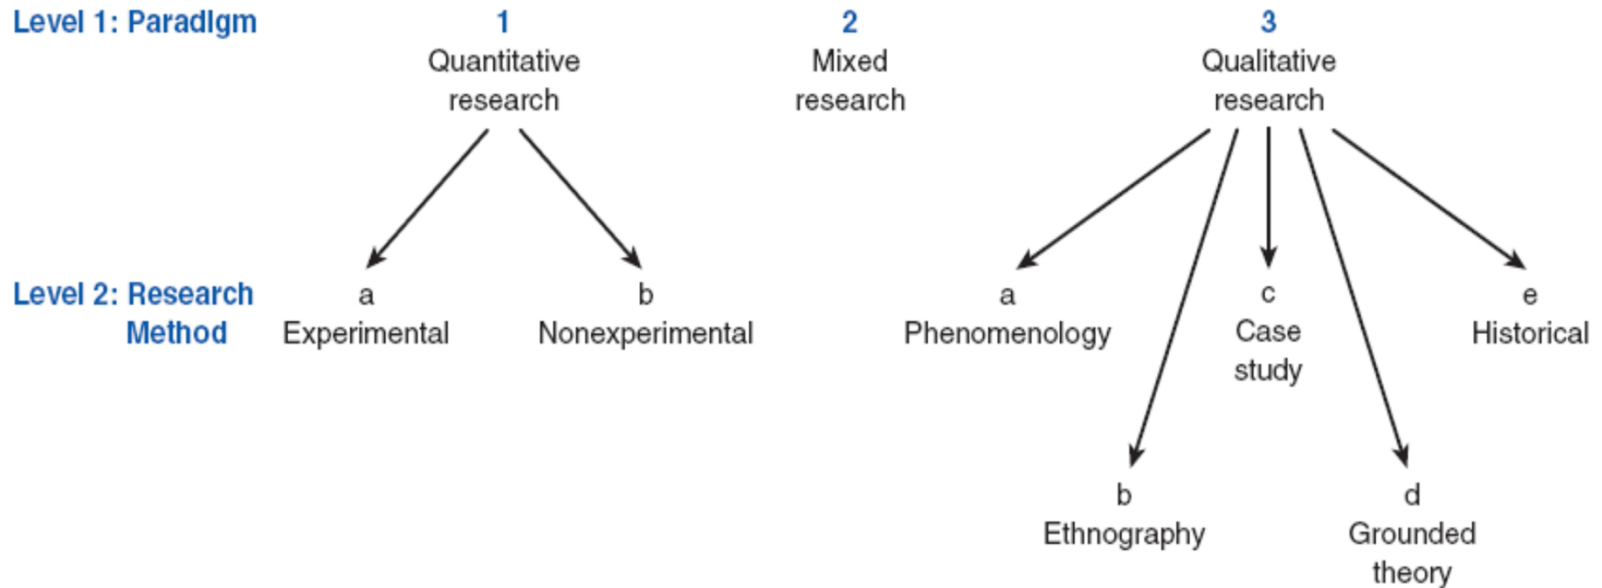 Level 1: Paradigm
1
2
3
Quantitative
research
Mixed
research
Qualitative
research
Level 2: Research
Method
a
Experimental
b
Nonexperimental
a
Phenomenology
c
Case
study
e
Historical
b
Ethnography
d
Grounded
theory